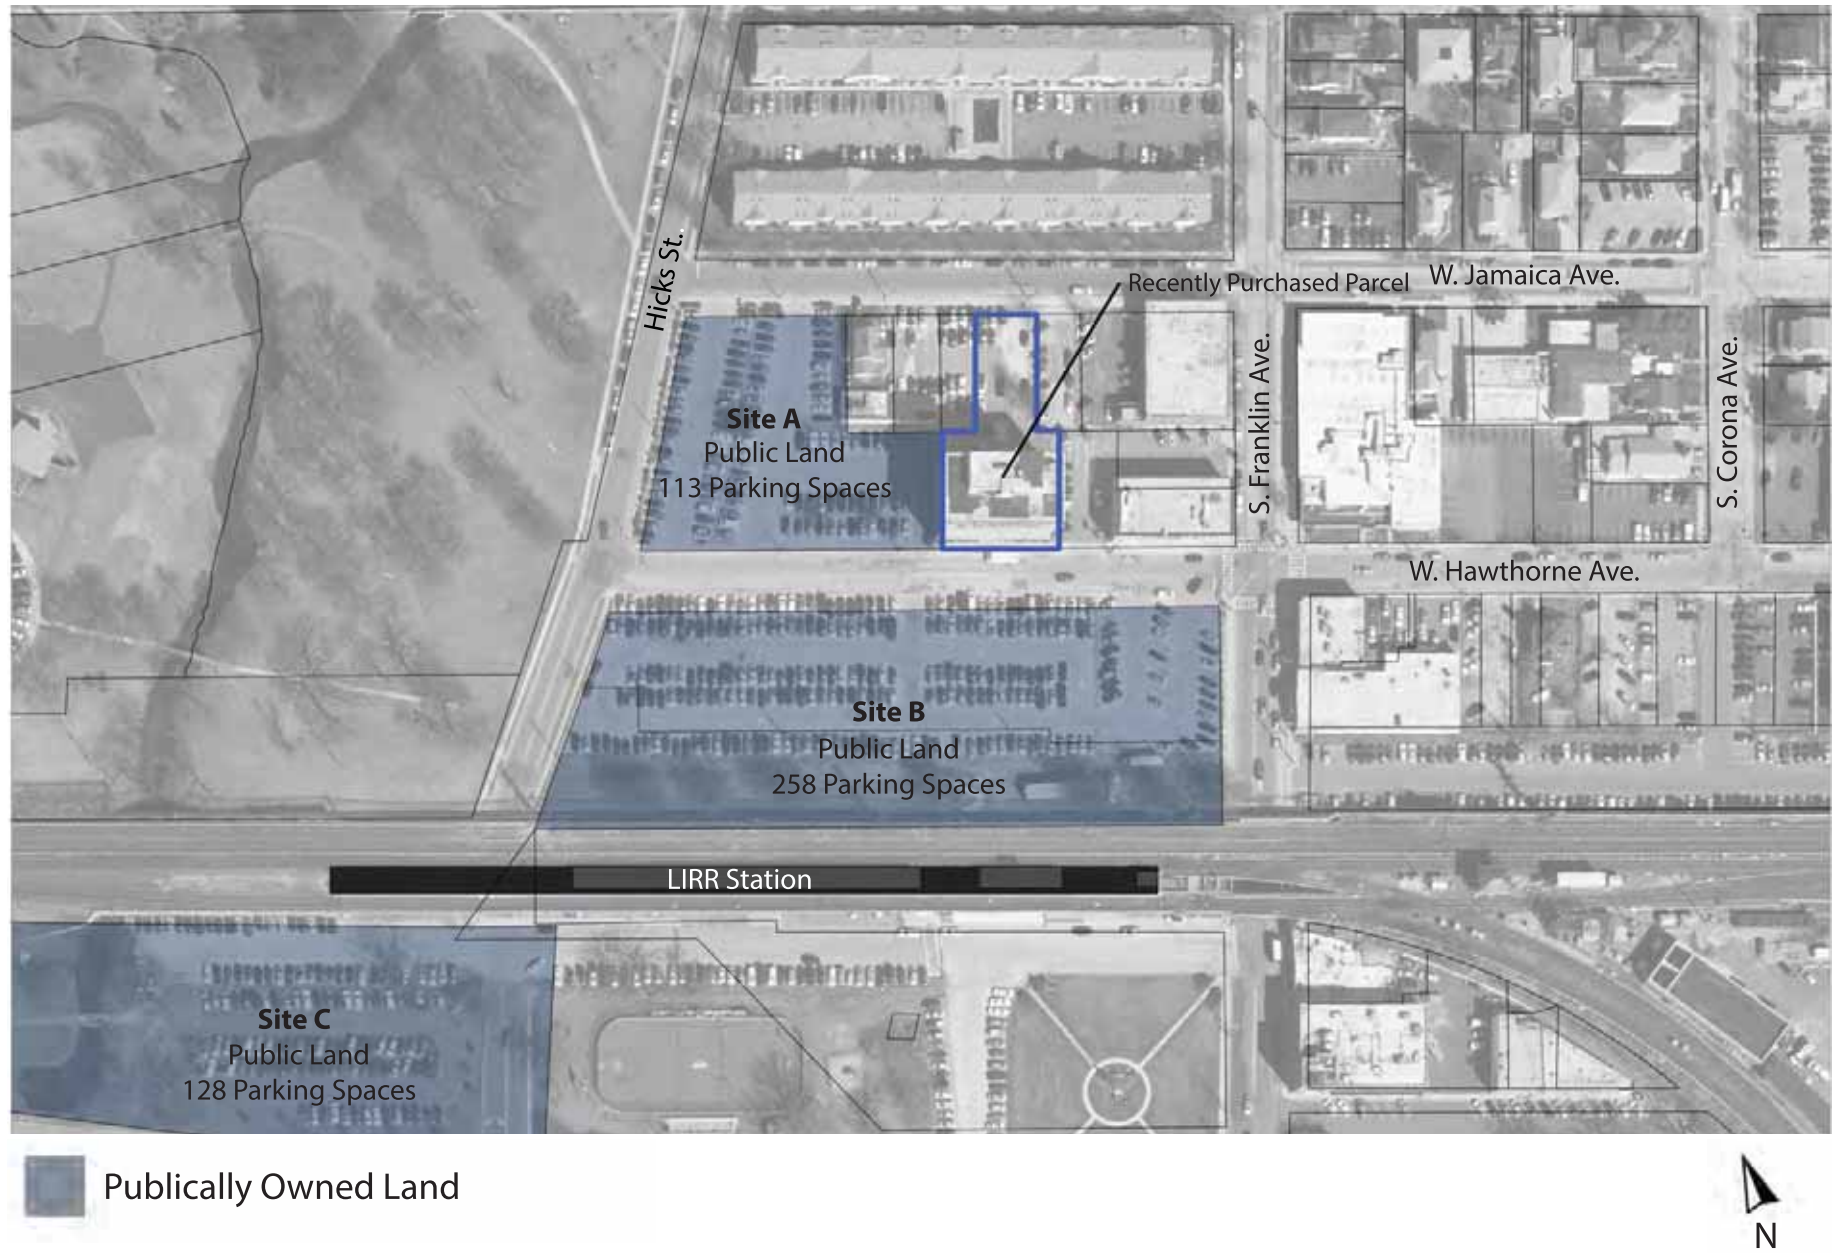 Hicks St.
Recently Purchased Parcel
W. Jamaica Ave.
Site A
Public Land
113 Parking Spaces
S. Franklin Ave.
S. Corona Ave.
W. Hawthorne Ave.
Site B
Public Land
258 Parking Spaces
LIRR Station
Site C
Public Land
128 Parking Spaces
Publically Owned Land
N